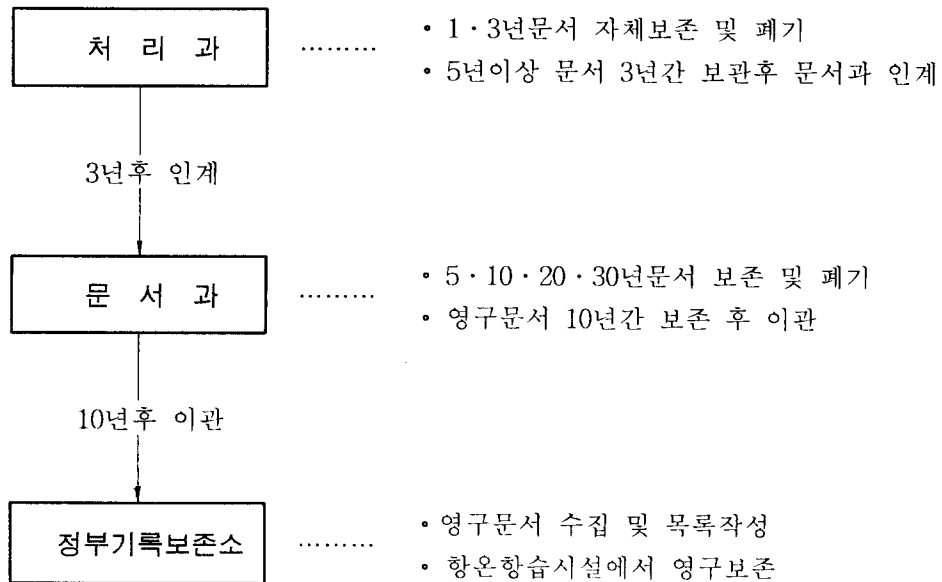 처 리 과 ……… • 1·3년문서 자체보존 및 폐기
• 5년이상 문서 3년간 보관후 문서과 인계
3년후 인계
문 서 과 ……… • 5·10·20·30년문서 보존 및 폐기
• 영구문서 10년간 보존 후 이관
10년후 이관
정부기록보존소 ……… • 영구문서 수집 및 목록작성
• 항온항습시설에서 영구보존